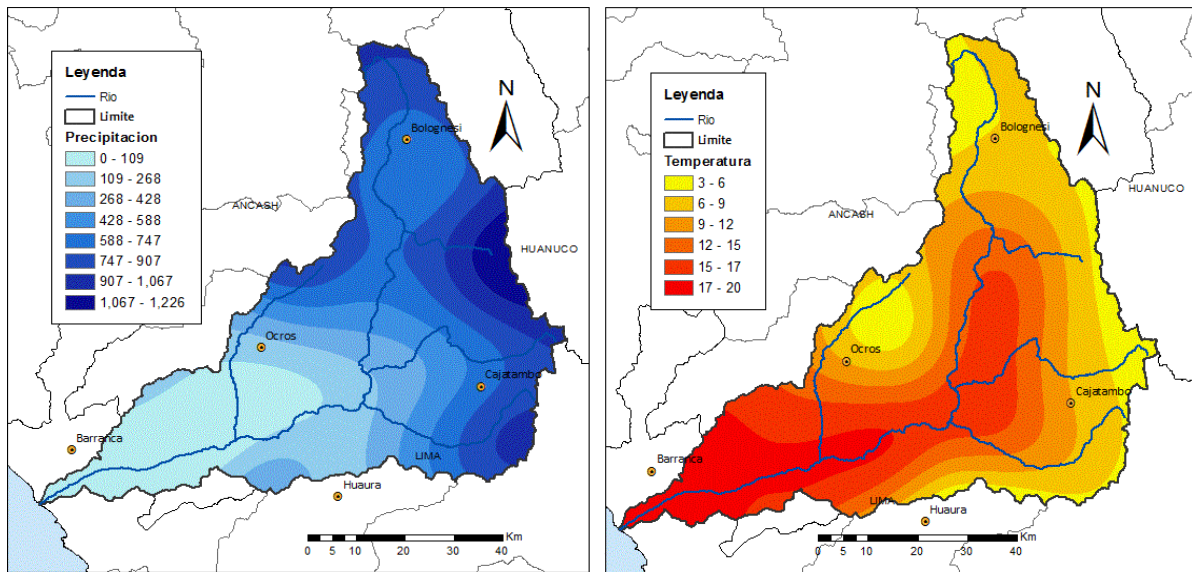 Leyenda
Rio
Limite
Precipitacion
0 - 109
109 - 268
268 - 428
428 - 588
588 - 747
747 - 907
907 - 1,067
1,067 - 1,226
N
Bolognesi
ANCASH
HUANUCO
Ocros
Cajatambo
Barranca
LIMA
Huaura
Km
0 5 10 20 30 40
Leyenda
Rio
Limite
Temperatura
3 - 6
6 - 9
9 - 12
12 - 15
15 - 17
17 - 20
N
Bolognesi
HUANUCO
ANCASH
Ocros
Cajatambo
Barranca
LIMA
Huaura
Km
0 5 10 20 30 40